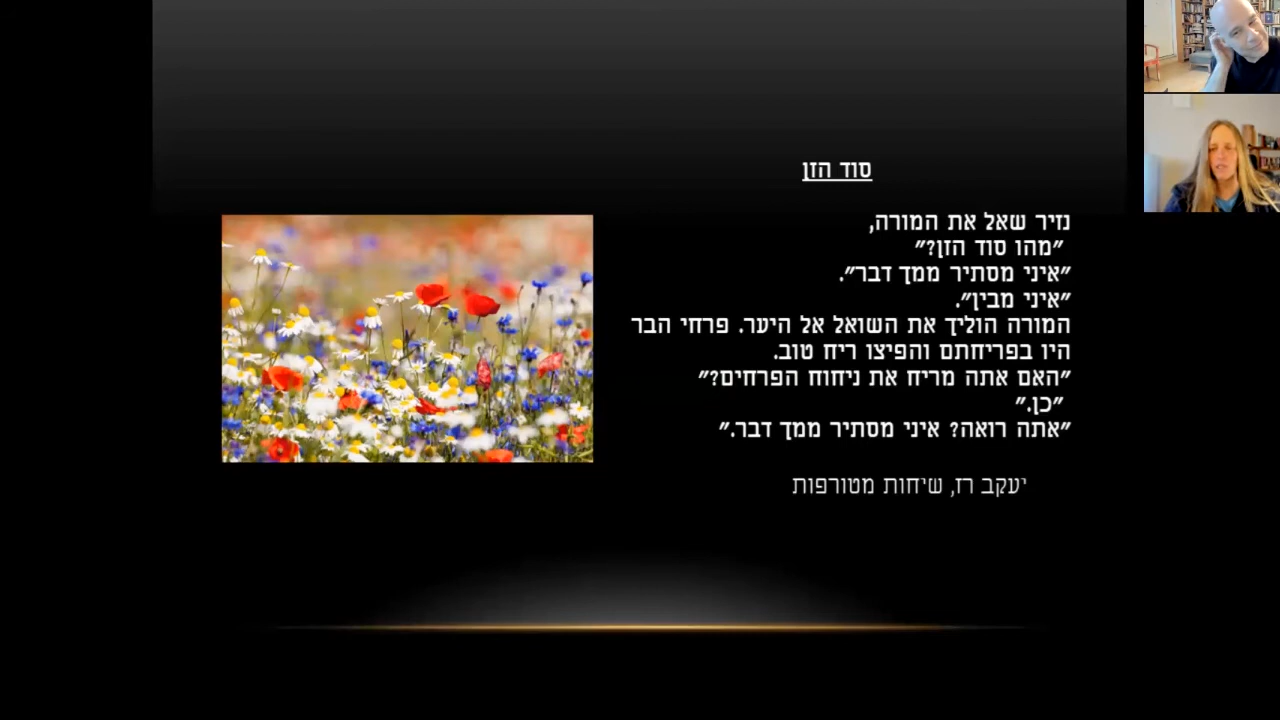 סוד הזן
נזיר שאל את המורה,
"מהו סוד הזן?"
"איני מסתיר ממך דבר".
"איני מבין".
המורה הוליך את השואל אל היער. פרחי הבר
היו בפריחתם והפיצו ריח טוב.
"האם אתה מריח את ניחוח הפרחים?"
"כן."
"אתה רואה? איני מסתיר ממך דבר."
יעקב רז, שיחות מטורפות